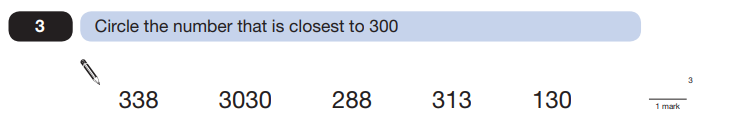 3 Circle the number that is closest to 300
3
338 3030 288 313 130
1 mark